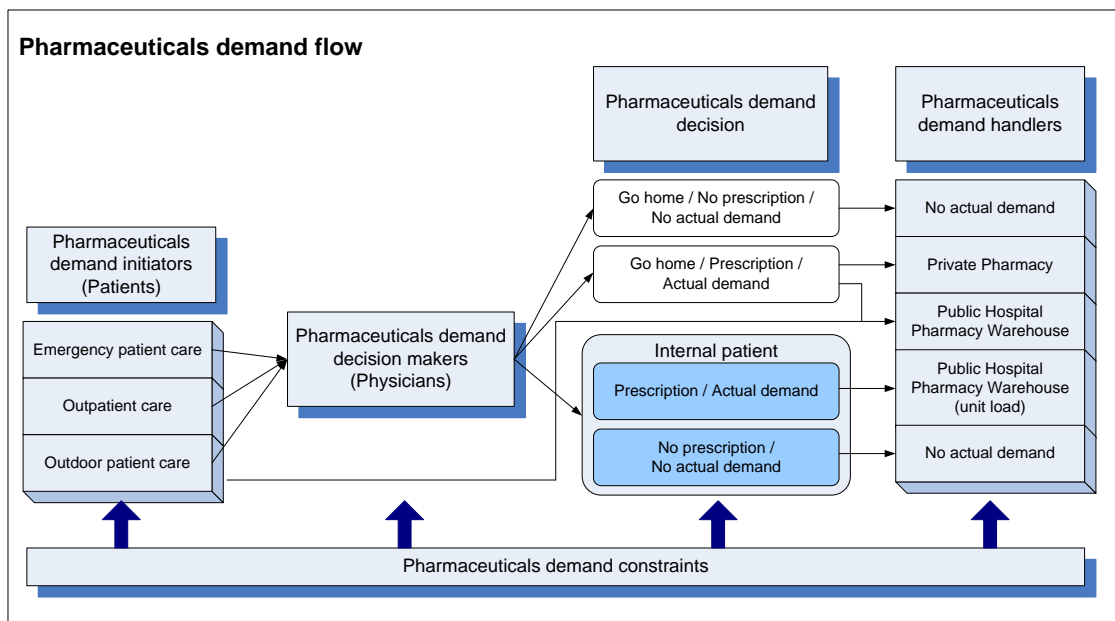 Pharmaceuticals demand flow
Pharmaceuticals
demand initiators
(Patients)
Emergency patient care
Outpatient care
Outdoor patient care
Pharmaceuticals demand
decision makers
(Physicians)
Pharmaceuticals demand
decision
Go home / No prescription /
No actual demand
Go home / Prescription /
Actual demand
Internal patient
Prescription / Actual demand
No prescription /
No actual demand
Pharmaceuticals
demand handlers
No actual demand
Private Pharmacy
Public Hospital
Pharmacy Warehouse
Public Hospital
Pharmacy Warehouse
(unit load)
No actual demand
Pharmaceuticals demand constraints